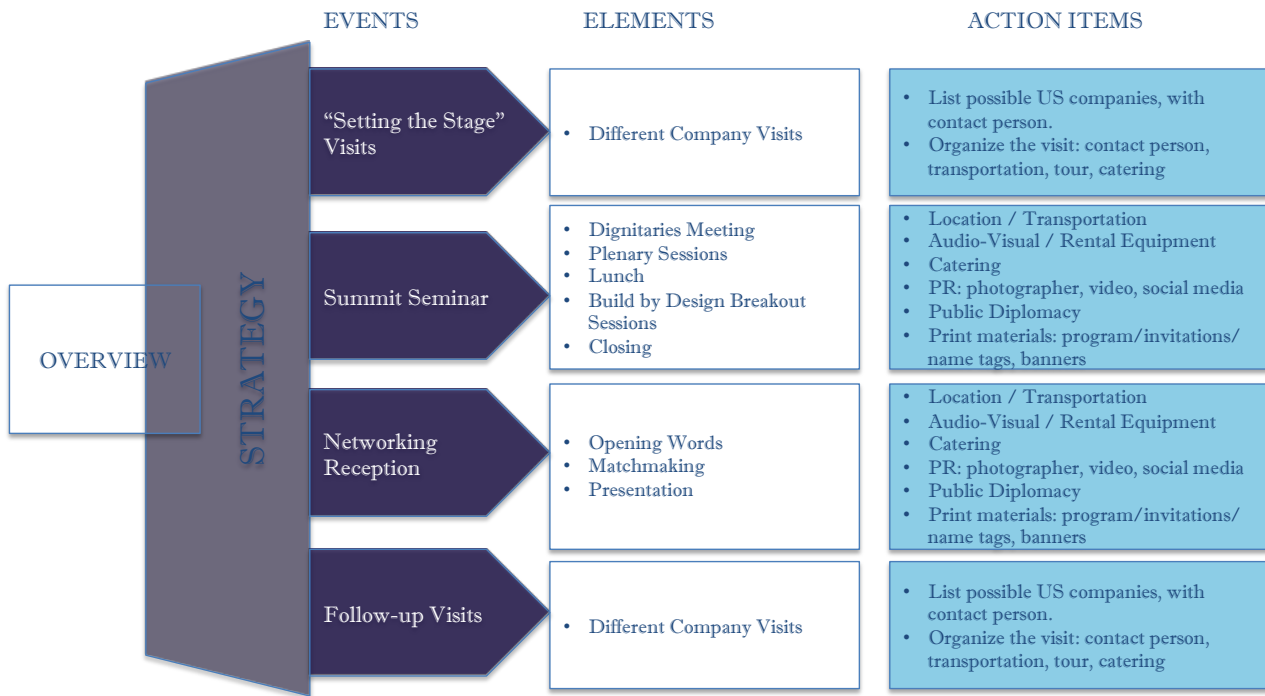 EVENTS
ELEMENTS
ACTION ITEMS
OVERVIEW
STRATEGY
“Setting the Stage”
Visits
• Different Company Visits
• List possible US companies, with
contact person.
• Organize the visit: contact person,
transportation, tour, catering
Summit Seminar
• Dignitaries Meeting
• Plenary Sessions
• Lunch
• Build by Design Breakout
Sessions
• Closing
• Location / Transportation
• Audio-Visual / Rental Equipment
• Catering
• PR: photographer, video, social media
• Public Diplomacy
• Print materials: program/invitations/
name tags, banners
Networking
Reception
• Opening Words
• Matchmaking
• Presentation
• Location / Transportation
• Audio-Visual / Rental Equipment
• Catering
• PR: photographer, video, social media
• Public Diplomacy
• Print materials: program/invitations/
name tags, banners
Follow-up Visits
• Different Company Visits
• List possible US companies, with
contact person.
• Organize the visit: contact person,
transportation, tour, catering